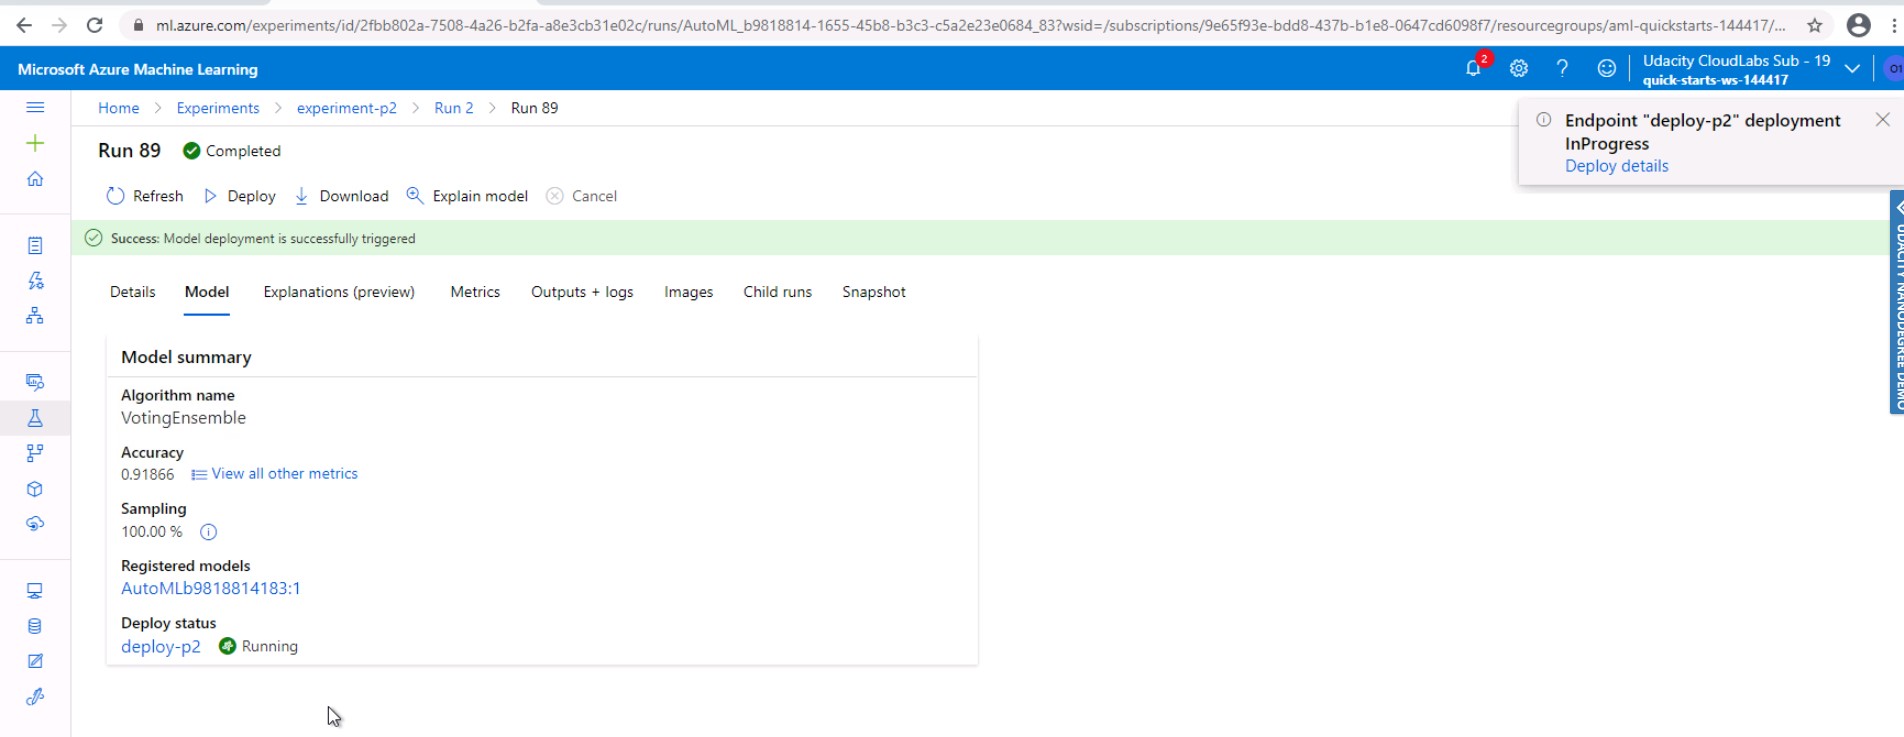 ml.azure.com/experiments/id/2fbb802a-7508-4a26-b2fa-a8e3cb31e02c/runs/AutoML_b9818814-1655-45b8-b3c3-c5a2e23e0684_83?wsid=/subscriptions/9e65f93e-bdd8-437b-b1e8-0647cd6098f7/resourcegroups/aml-quickstarts-144417/...
Microsoft Azure Machine Learning
2
Udacity CloudLabs Sub - 19
quick-starts-ws-144417
O1
Home > Experiments > experiment-p2 > Run 2 > Run 89
Endpoint "deploy-p2" deployment
InProgress
Deploy details
Run 89 Completed
Refresh Deploy Download Explain model Cancel
Success: Model deployment is successfully triggered
UDACITY NANODEGREE DEMO
Details Model Explanations (preview) Metrics Outputs + logs Images Child runs Snapshot
Model summary
Algorithm name
VotingEnsemble
Accuracy
0.91866 View all other metrics
Sampling
100.00 %
Registered models
AutoMLb9818814183:1
Deploy status
deploy-p2 Running